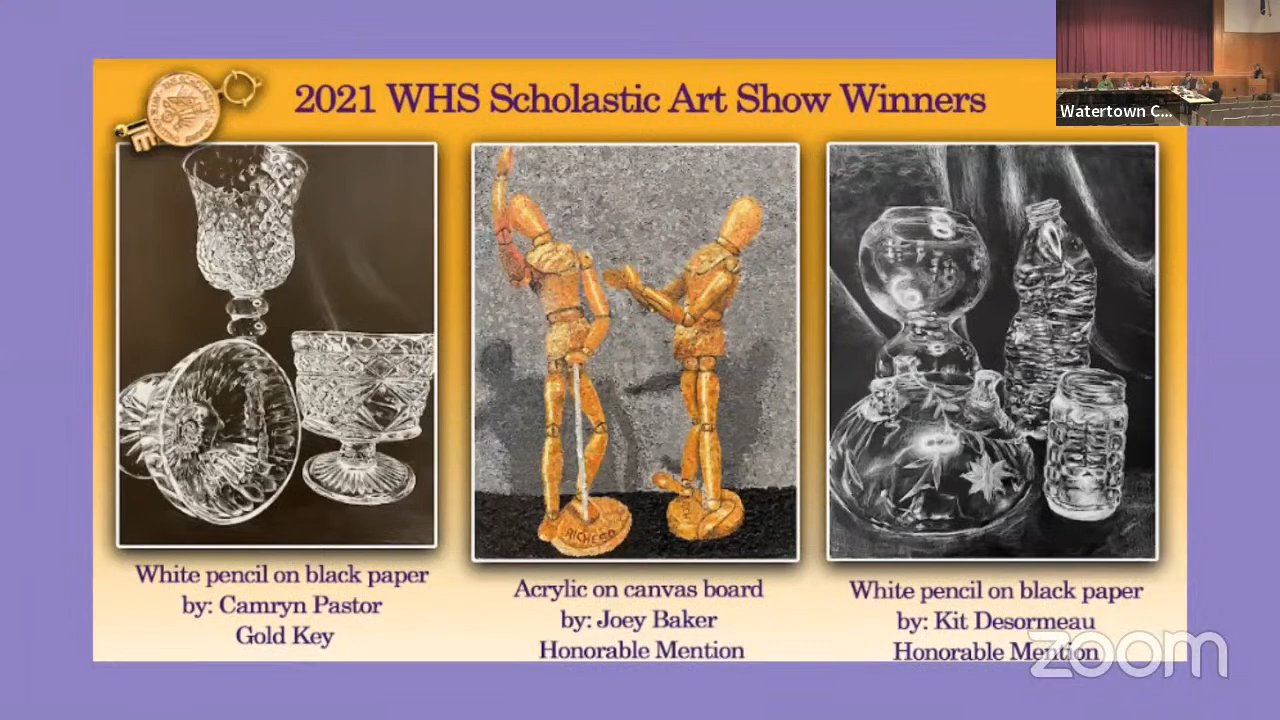 2021 WHS Scholastic Art Show Winners
Watertown C...
RICHESON
White pencil on black paper
by: Camryn Pastor
Gold Key
Acrylic on canvas board
by: Joey Baker
Honorable Mention
White pencil on black paper
by: Kit Desormeau
Honorable Mention
zoom